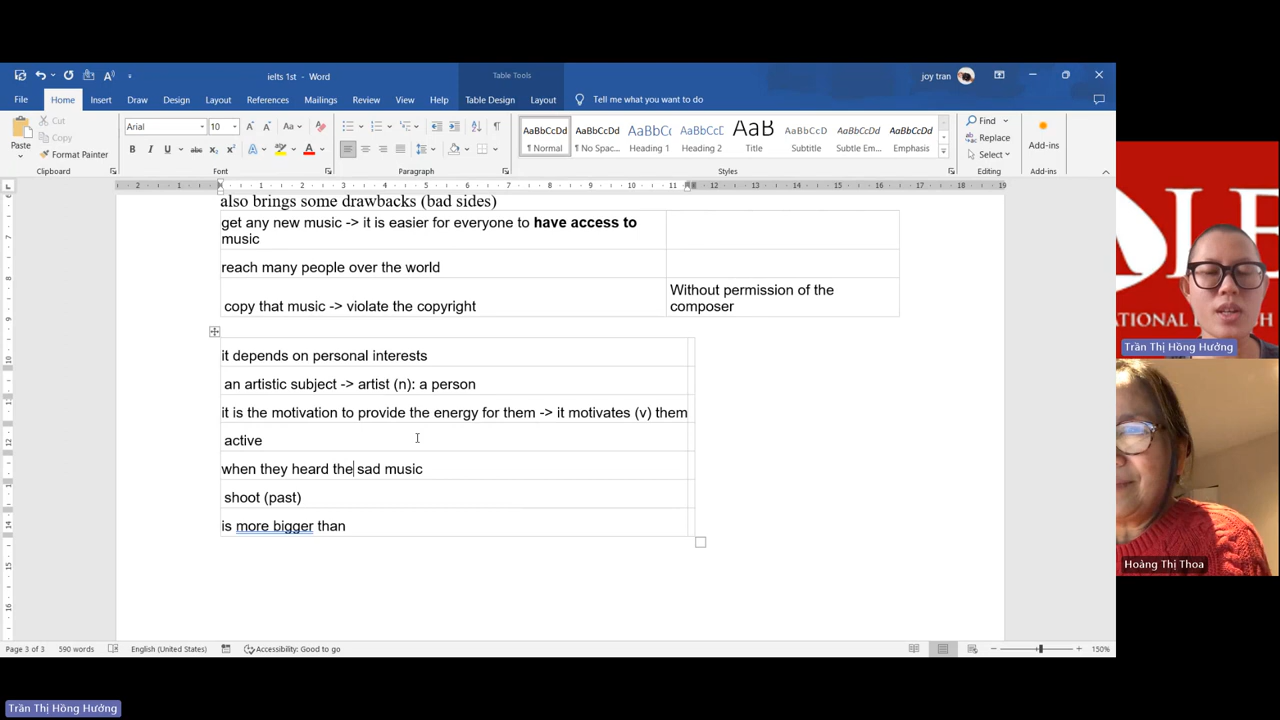 ielts 1st - Word
Table Tools
joy tran
File
Home
Insert
Draw
Design
Layout
References
Mailings
Review
View
Help
Table Design
Layout
Tell me what you want to do
Paste
Cut
Copy
Format Painter
Clipboard
Arial
10
Font
Paragraph
AaBbCcDd
¶ Normal
AaBbCcDd
¶ No Spac...
AaBbCc
Heading 1
AaBbCcD
Heading 2
AaB
Title
AaBbCcD
Subtitle
AaBbCcDd
Subtle Em...
AaBbCcDd
Emphasis
Styles
Find
Replace
Select
Editing
Add-ins
Add-ins
also brings some drawbacks (bad sides)
get any new music -> it is easier for everyone to have access to
music
reach many people over the world
copy that music -> violate the copyright
Without permission of the
composer
it depends on personal interests
an artistic subject -> artist (n): a person
it is the motivation to provide the energy for them -> it motivates (v) them
active
when they heard the sad music
shoot (past)
is more bigger than
Page 3 of 3
590 words
English (United States)
Accessibility: Good to go
150%
Trần Thị Hồng Hưởng
Hoàng Thị Thoa
Trần Thị Hồng Hưởng